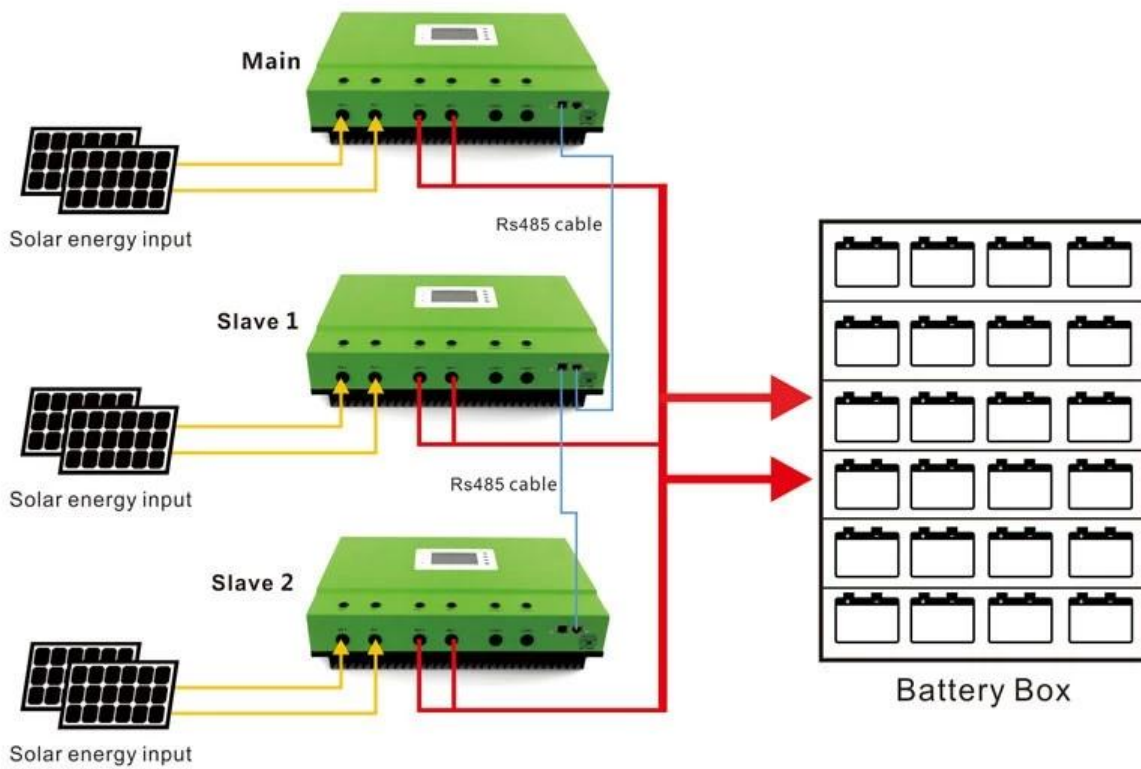 Main
Solar energy input
Rs485 cable
Slave 1
Solar energy input
Rs485 cable
Slave 2
Solar energy input
Battery Box